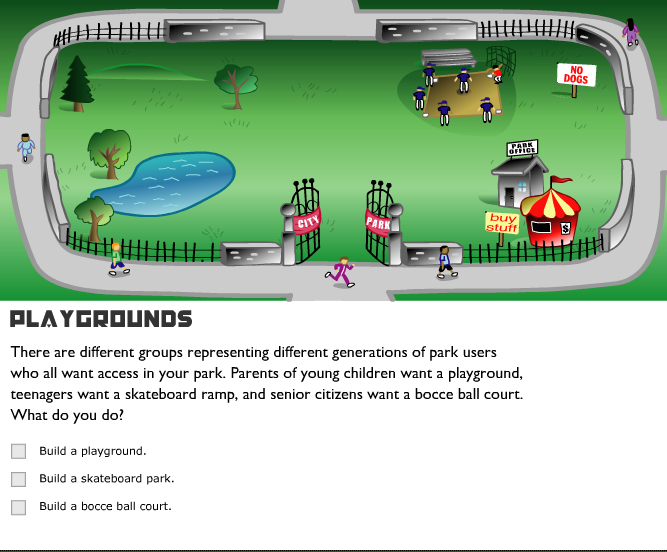 NO
DOGS
PARK
OFFICE
buy
stuff
$
CITY
PARK
PLAYGROUNDS
There are different groups representing different generations of park users
who all want access in your park. Parents of young children want a playground,
teenagers want a skateboard ramp, and senior citizens want a bocce ball court.
What do you do?
Build a playground.
Build a skateboard park.
Build a bocce ball court.